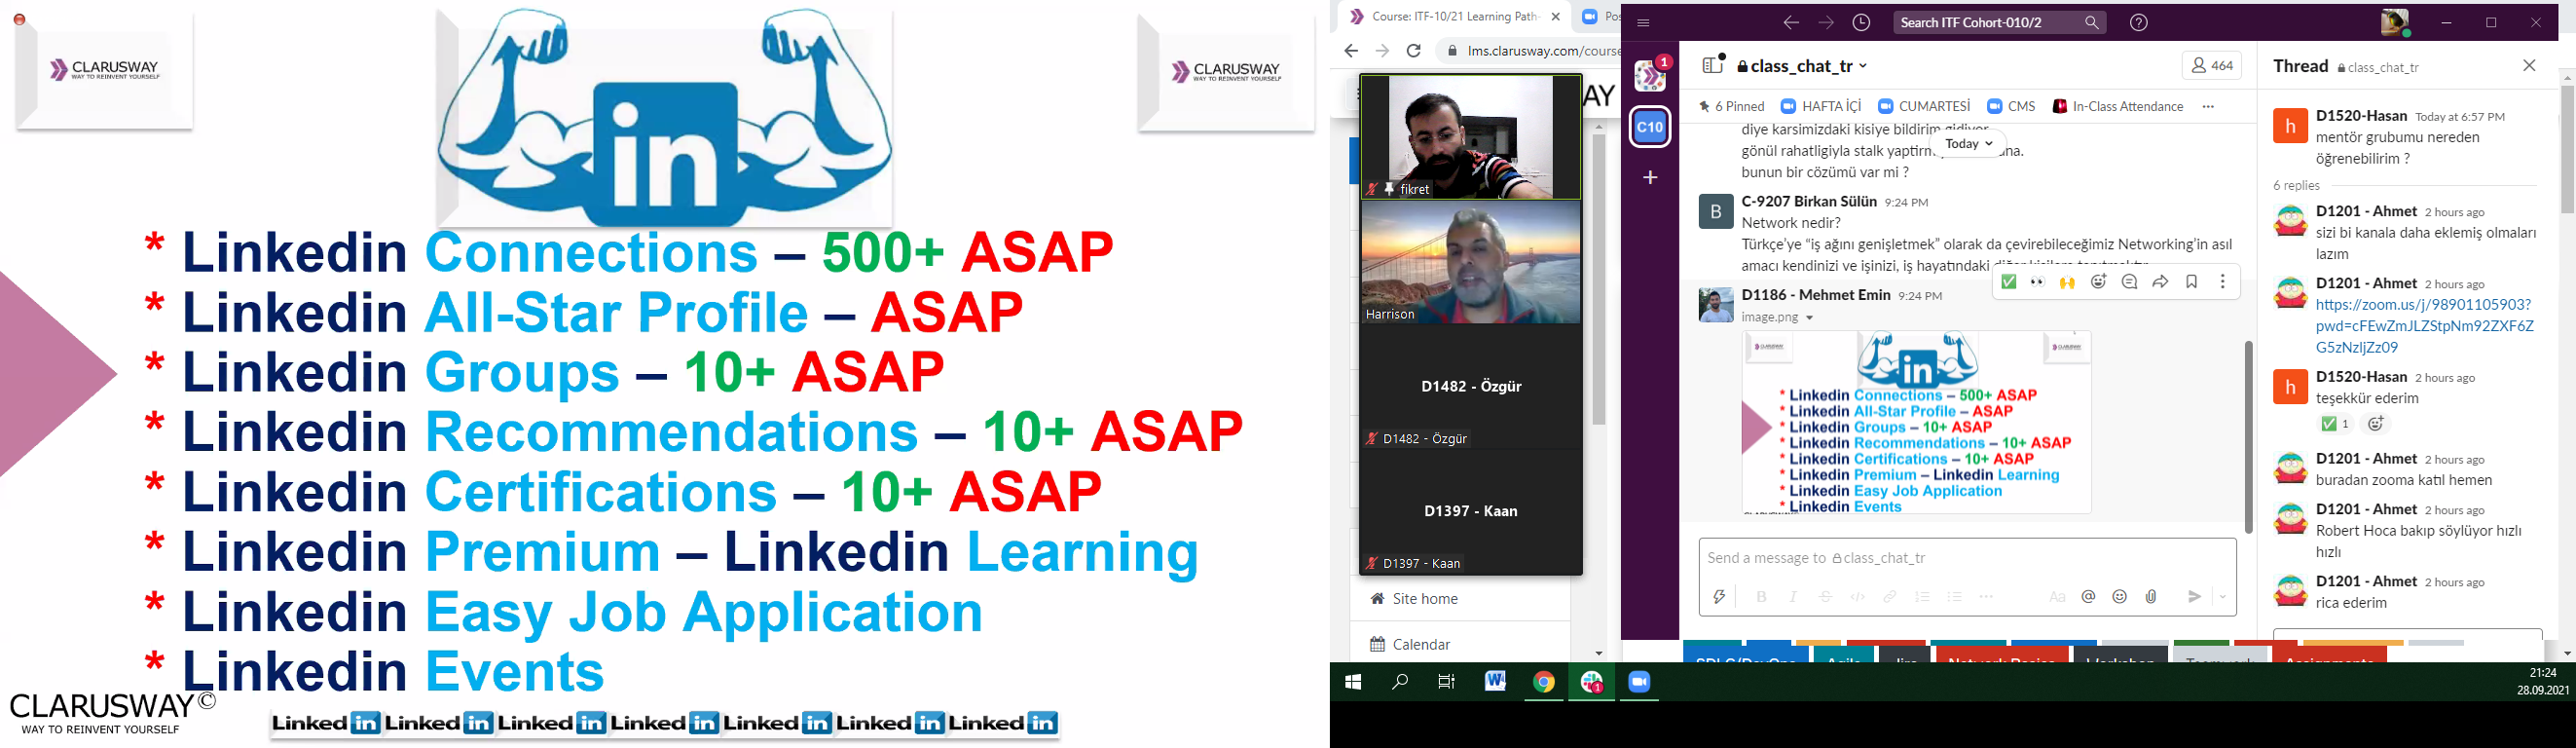 CLARUSWAY
WAY TO REINVENT YOURSELF
in
CLARUSWAY
WAY TO REINVENT YOURSELF
* Linkedin Connections – 500+ ASAP
* Linkedin All-Star Profile – ASAP
* Linkedin Groups – 10+ ASAP
* Linkedin Recommendations – 10+ ASAP
* Linkedin Certifications – 10+ ASAP
* Linkedin Premium – Linkedin Learning
* Linkedin Easy Job Application
* Linkedin Events
CLARUSWAY©
WAY TO REINVENT YOURSELF
Linked in Linked in Linked in Linked in Linked in Linked in Linked in
Course: ITF-10/21 Learning Path
lms.clarusway.com/course
WAY
fikret
Harrison
D1482 - Özgür
D1482 - Özgür
D1397 - Kaan
D1397 - Kaan
Site home
Calendar
Search ITF Cohort-010/2
1
C10
class_chat_tr
464
6 Pinned HAFTA İÇİ CUMARTESİ CMS In-Class Attendance
diye karsimizdaki kisiye bildirim gidiyor
Today
gönül rahatligiyla stalk
bunun bir cözümü var mi ?
B
C-9207 Birkan Sülün 9:24 PM
Network nedir?
Türkçe'ye “iş ağını genişletmek” olarak da çevirebileceğimiz Networking'in asıl
amacı kendinizi ve işinizi, iş hayatındaki diğer kişilere tanıtmaktır
D1186 - Mehmet Emin 9:24 PM
image.png
* Linkedin Connections – 500+ ASAP
* Linkedin All-Star Profile – ASAP
* Linkedin Groups – 10+ ASAP
* Linkedin Recommendations – 10+ ASAP
* Linkedin Certifications – 10+ ASAP
* Linkedin Premium – Linkedin Learning
* Linkedin Easy Job Application
* Linkedin Events
Send a message to class_chat_tr
Thread class_chat_tr
h
D1520-Hasan Today at 6:57 PM
mentör grubumu nereden
öğrenebilirim ?
6 replies
D1201 - Ahmet 2 hours ago
sizi bi kanala daha eklemiş olmaları
lazım
D1201 - Ahmet 2 hours ago
https://zoom.us/j/98901105903?
pwd=cFEwZmJLZStpNm92ZXF6Z
G5zNzljZz09
h
D1520-Hasan 2 hours ago
teşekkür ederim
1
D1201 - Ahmet 2 hours ago
buradan zooma katıl hemen
D1201 - Ahmet 2 hours ago
Robert Hoca bakıp söylüyor hızlı
hızlı
D1201 - Ahmet 2 hours ago
rica ederim
21:24
28.09.2021